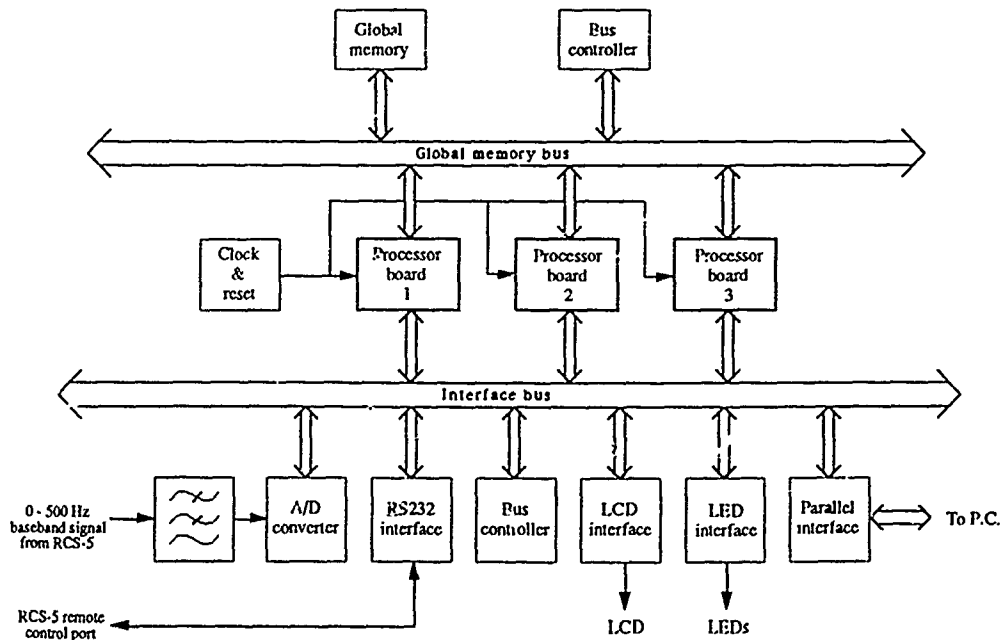 Global
memory
Bus
controller
Global memory bus
Clock
&
reset
Processor
board
1
Processor
board
2
Processor
board
3
Interface bus
0 - 500 Hz
baseband signal
from RCS-5
A/D
converter
RS232
interface
Bus
controller
LCD
interface
LED
interface
Parallel
interface
To P.C.
RCS-5 remote
control port
LCD
LEDs